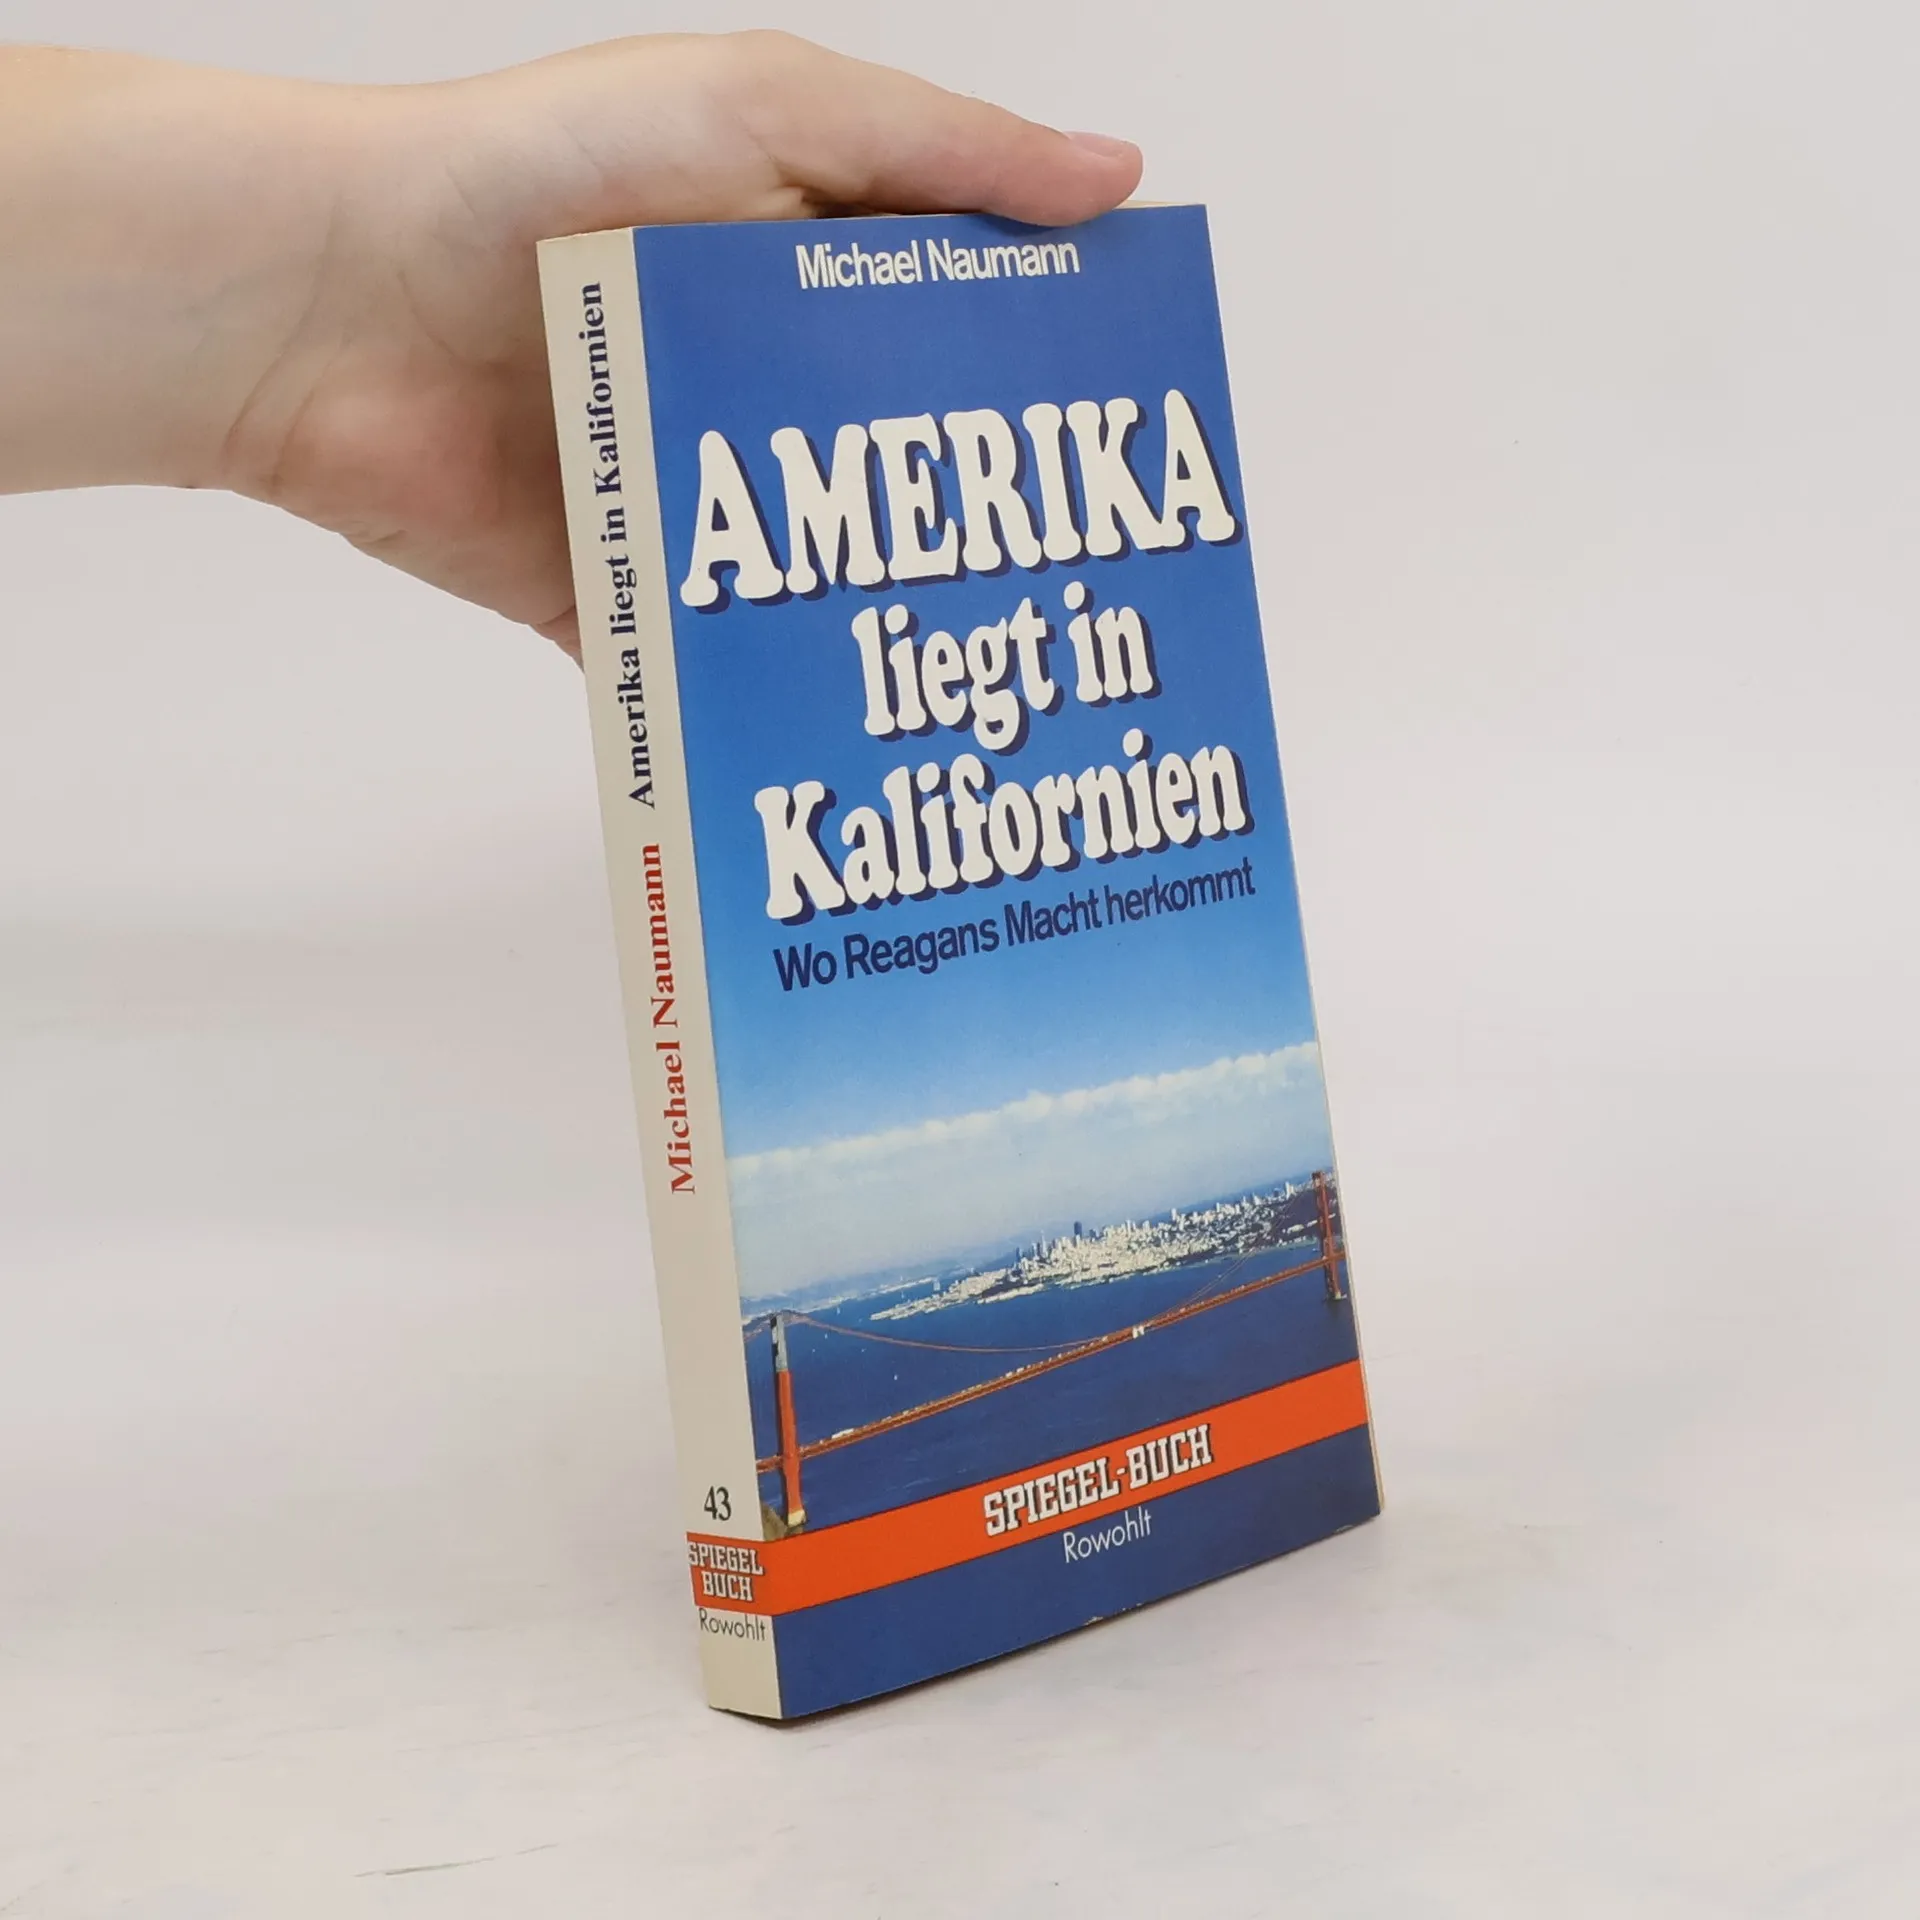 Michael Naumann
AMERIKA
liegt in
Kalifornien
Wo Reagans Macht herkommt
SPIEGEL-BUCH
Rowohlt
Michael Naumann Amerika liegt in Kalifornien
43
SPIEGEL
BUCH
Rowohlt